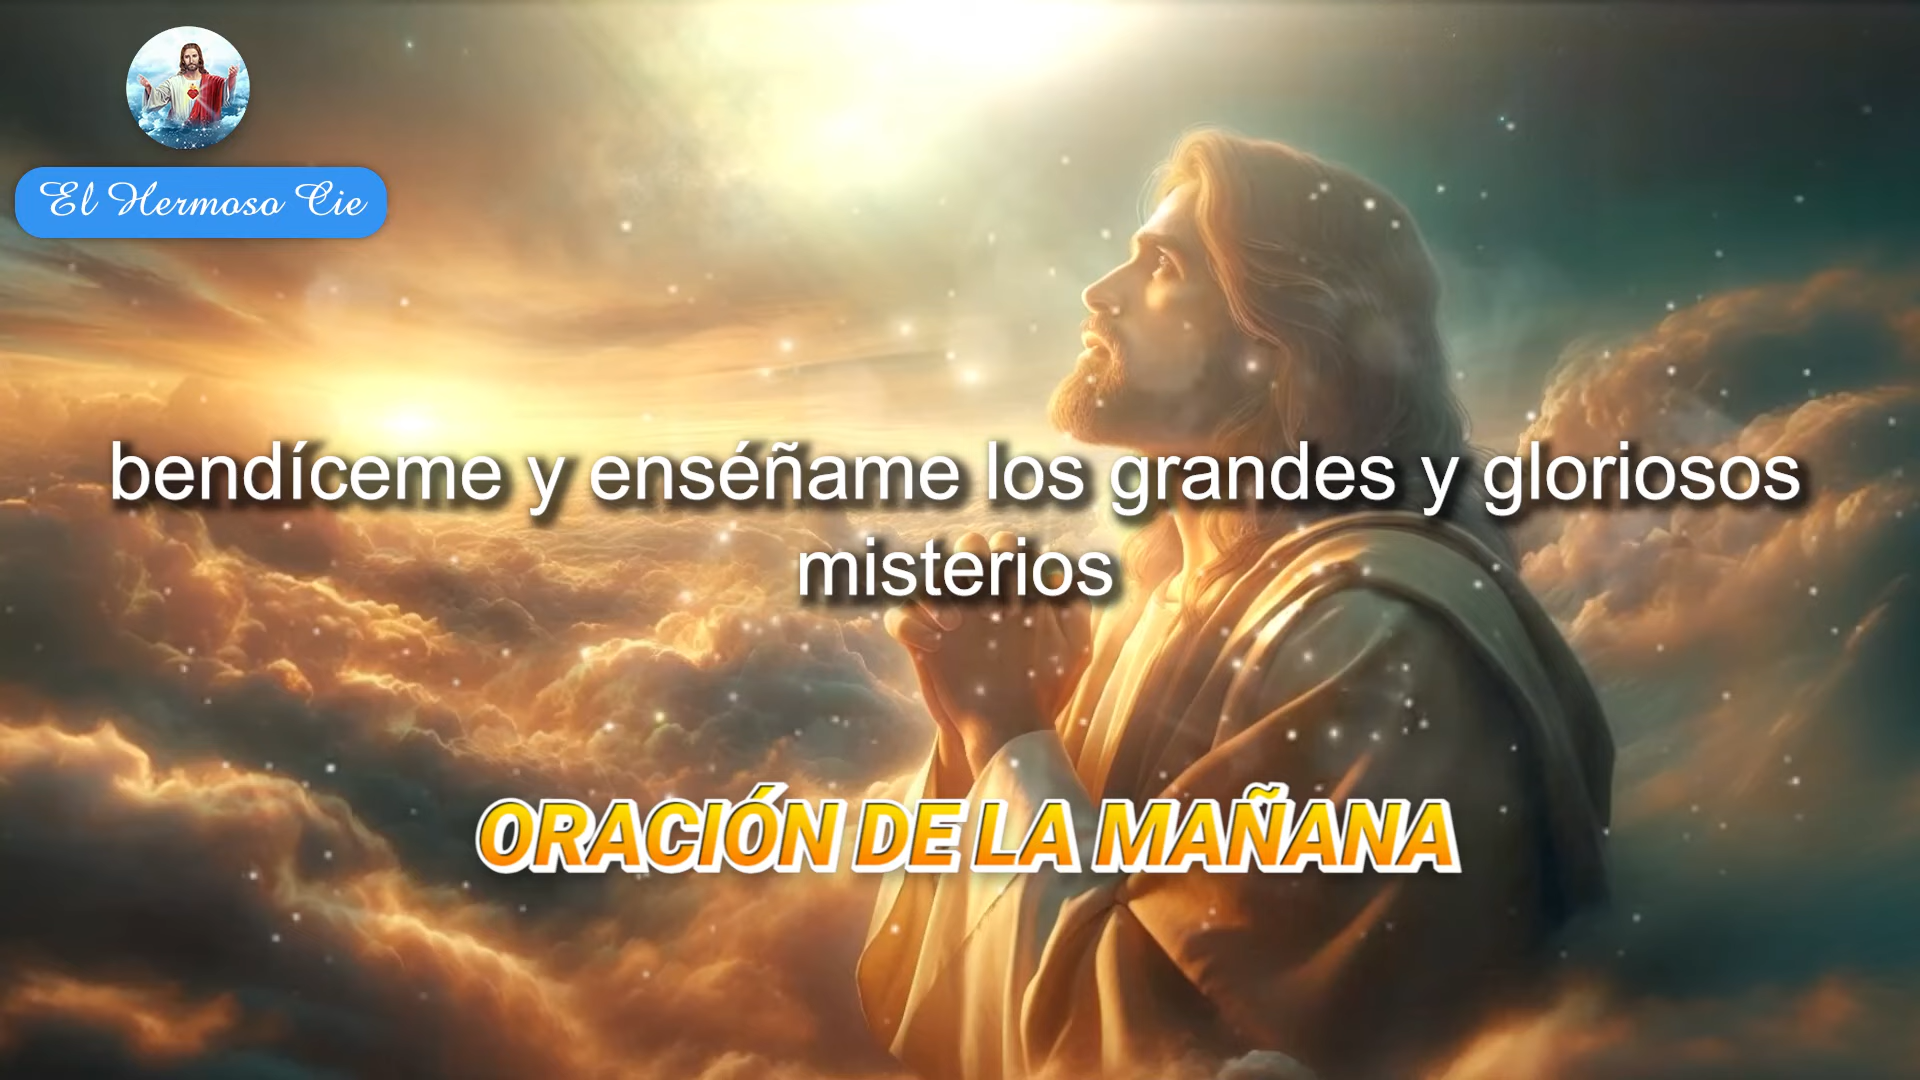 El Hermoso Cie
bendíceme y enséñame los grandes y gloriosos
misterios
ORACIÓN DE LA MAÑANA